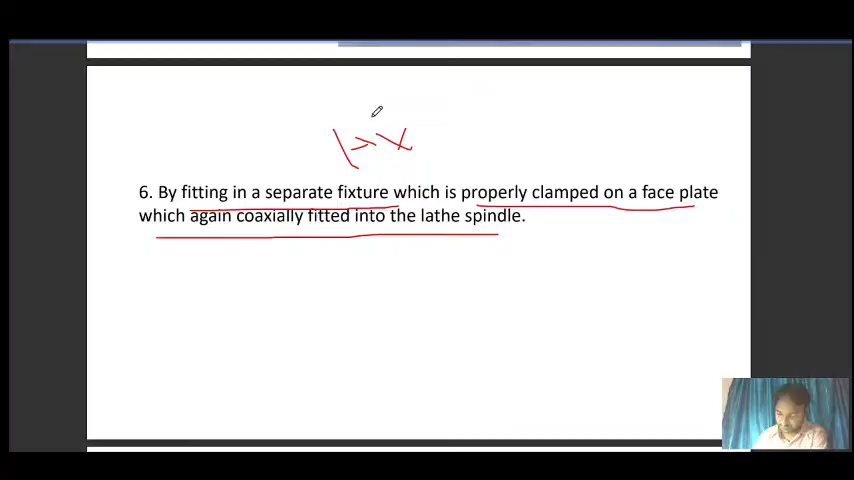 6. By fitting in a separate fixture which is properly clamped on a face plate
which again coaxially fitted into the lathe spindle.